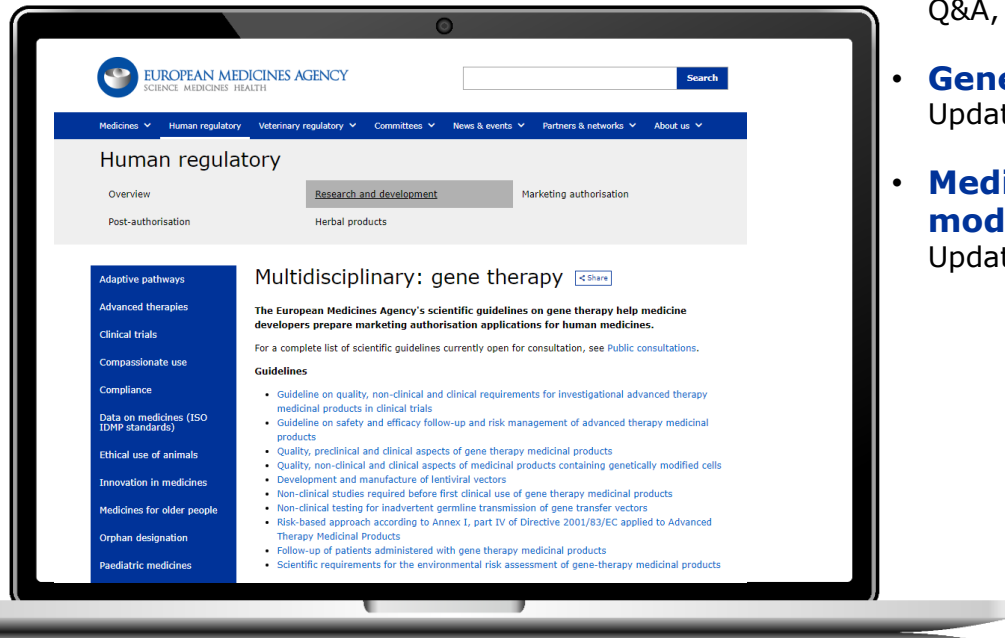 EUROPEAN MEDICINES AGENCY
SCIENCE MEDICINES HEALTH
Search
Medicines
Human regulatory
Veterinary regulatory
Committees
News & events
Partners & networks
About us
Human regulatory
Overview
Research and development
Marketing authorisation
Post-authorisation
Herbal products
Adaptive pathways
Advanced therapies
Clinical trials
Compassionate use
Compliance
Data on medicines (ISO
IDMP standards)
Ethical use of animals
Innovation in medicines
Medicines for older people
Orphan designation
Paediatric medicines
Multidisciplinary: gene therapy
Share
The European Medicines Agency's scientific guidelines on gene therapy help medicine
developers prepare marketing authorisation applications for human medicines.
For a complete list of scientific guidelines currently open for consultation, see Public consultations.
Guidelines
• Guideline on quality, non-clinical and clinical requirements for investigational advanced therapy
medicinal products in clinical trials
• Guideline on safety and efficacy follow-up and risk management of advanced therapy medicinal
products
• Quality, preclinical and clinical aspects of gene therapy medicinal products
• Quality, non-clinical and clinical aspects of medicinal products containing genetically modified cells
• Development and manufacture of lentiviral vectors
• Non-clinical studies required before first clinical use of gene therapy medicinal products
• Non-clinical testing for inadvertent germline transmission of gene transfer vectors
• Risk-based approach according to Annex I, part IV of Directive 2001/83/EC applied to Advanced
Therapy Medicinal Products
• Follow-up of patients administered with gene therapy medicinal products
• Scientific requirements for the environmental risk assessment of gene-therapy medicinal products
Q&A,
• Gene
Updat
• Medi
mod
Updat